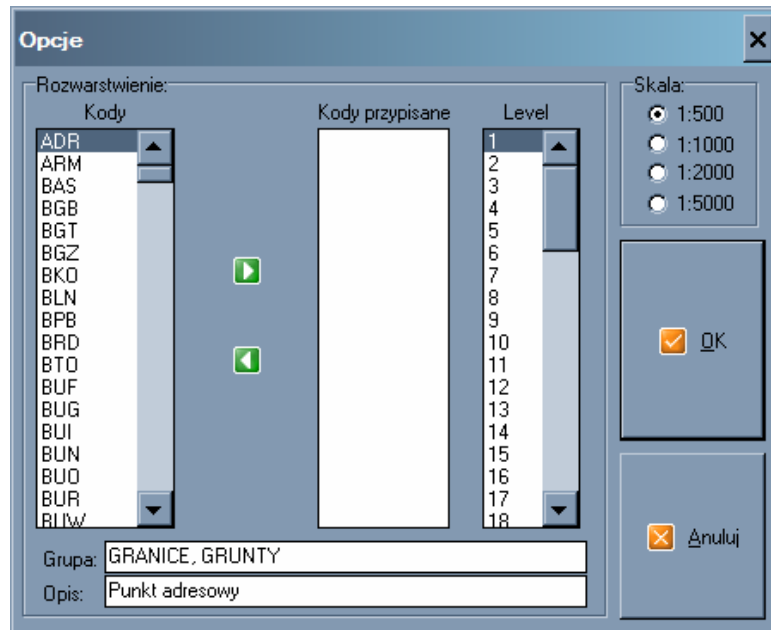 Opcje
Rozwarstwienie:
Kody
Kody przypisane
Level
ADR
ARM
BAS
BGB
BGT
BGZ
BKO
BLN
BPB
BRD
BTO
BUF
BUG
BUI
BUN
BUO
BUR
BUW
1
2
3
4
5
6
7
8
9
10
11
12
13
14
15
16
17
18
Grupa: GRANICE, GRUNTY
Opis: Punkt adresowy
Skala:
1:500
1:1000
1:2000
1:5000
OK
Anuluj